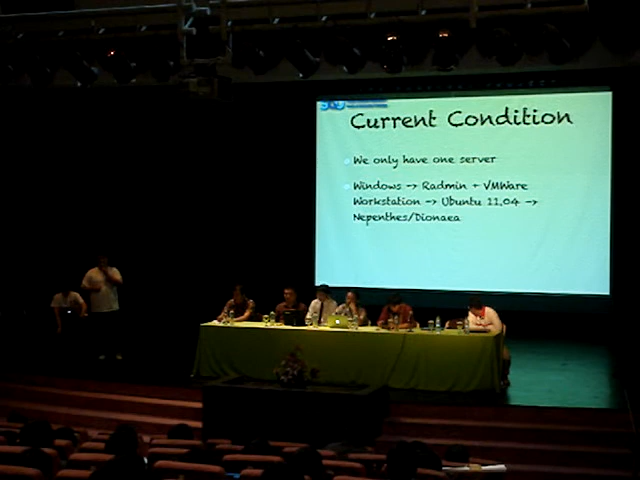 Current Condition
We only have one server
Windows -> Radmin + VMWare
Workstation -> Ubuntu 11.04 ->
Nepenthes/Dionaea